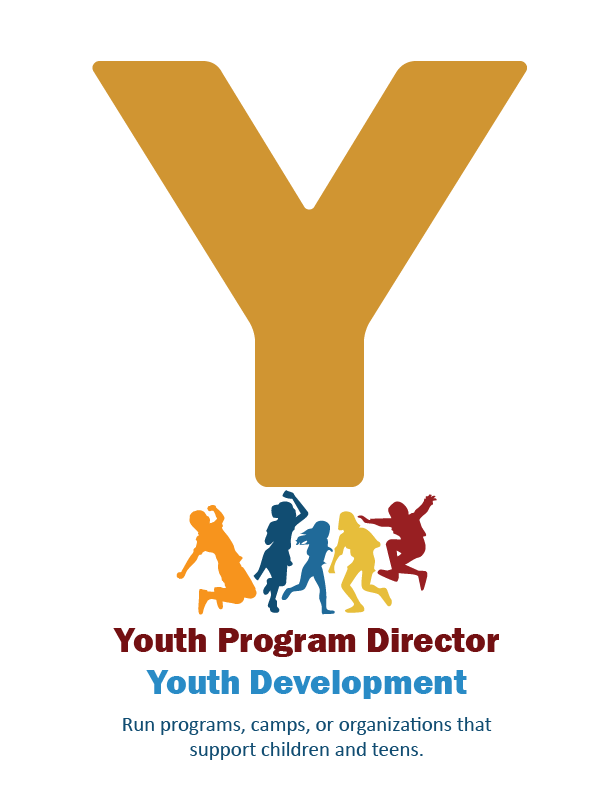 Y
Youth Program Director
Youth Development
Run programs, camps, or organizations that
support children and teens.